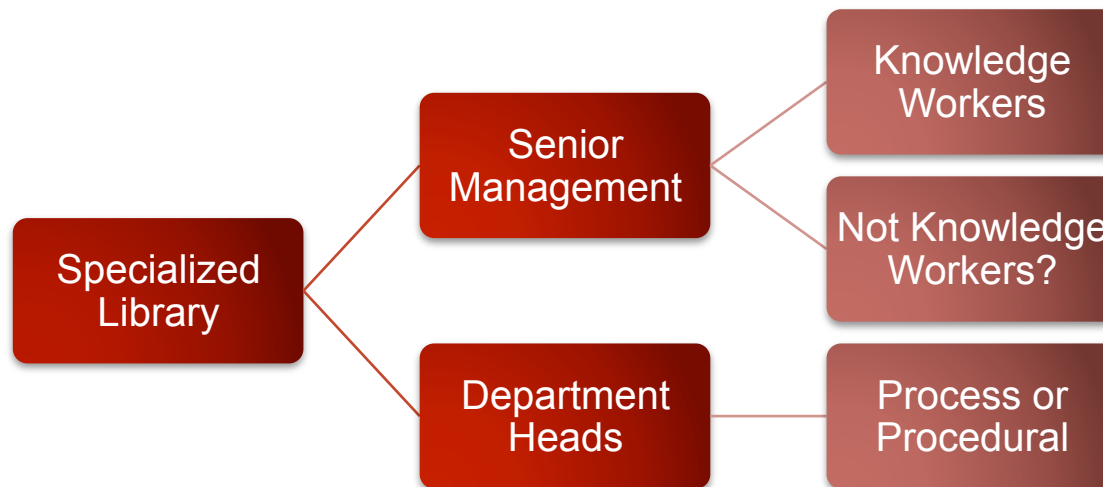 Specialized
Library
Senior
Management
Department
Heads
Knowledge
Workers
Not Knowledge
Workers?
Process or
Procedural